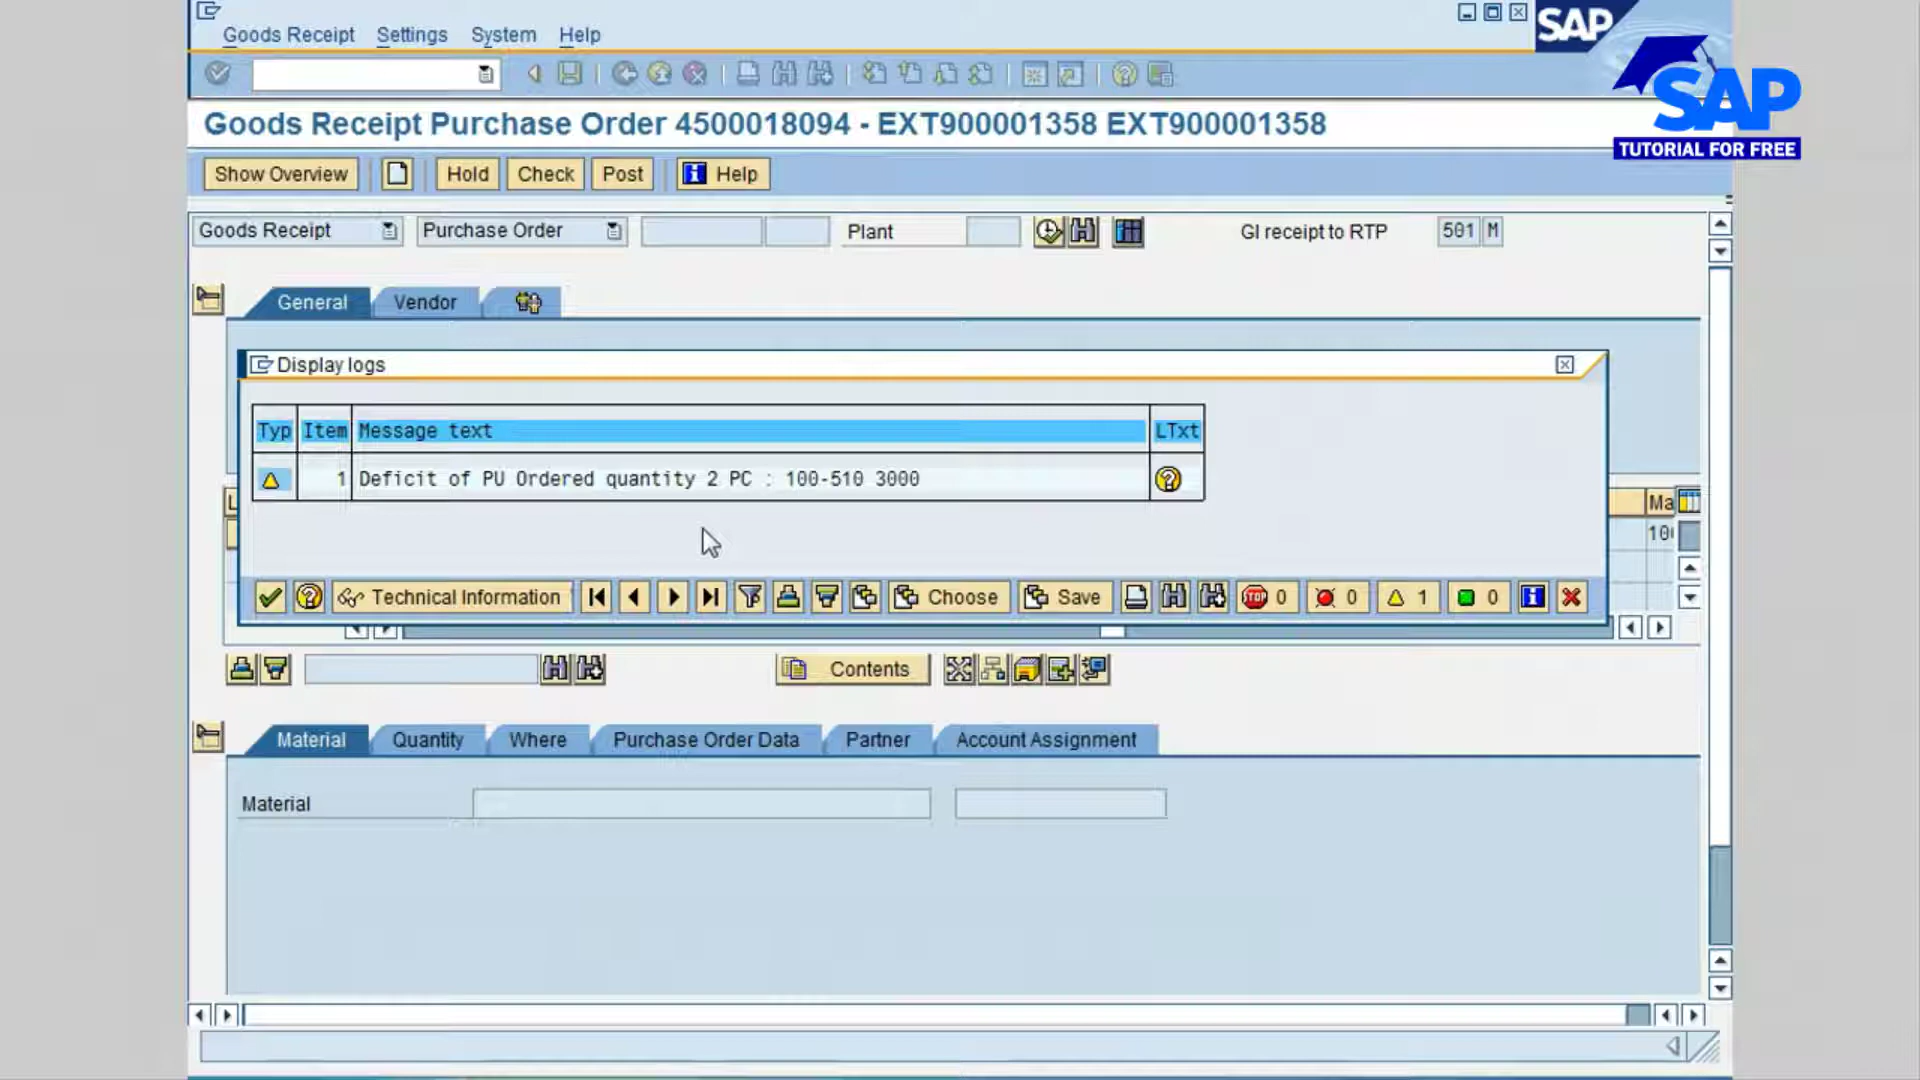 Goods Receipt Settings System Help
SAP
SAP
TUTORIAL FOR FREE
Goods Receipt Purchase Order 4500018094 - EXT900001358 EXT900001358
Show Overview Hold Check Post Help
Goods Receipt Purchase Order Plant GI receipt to RTP 501 M
General Vendor
Display logs
Typ Item Message text LTxt
1 Deficit of PU Ordered quantity 2 PC : 100-510 3000
L Ma
10
Technical Information Choose Save STOP 0 0 1 0
Contents
Material Quantity Where Purchase Order Data Partner Account Assignment
Material